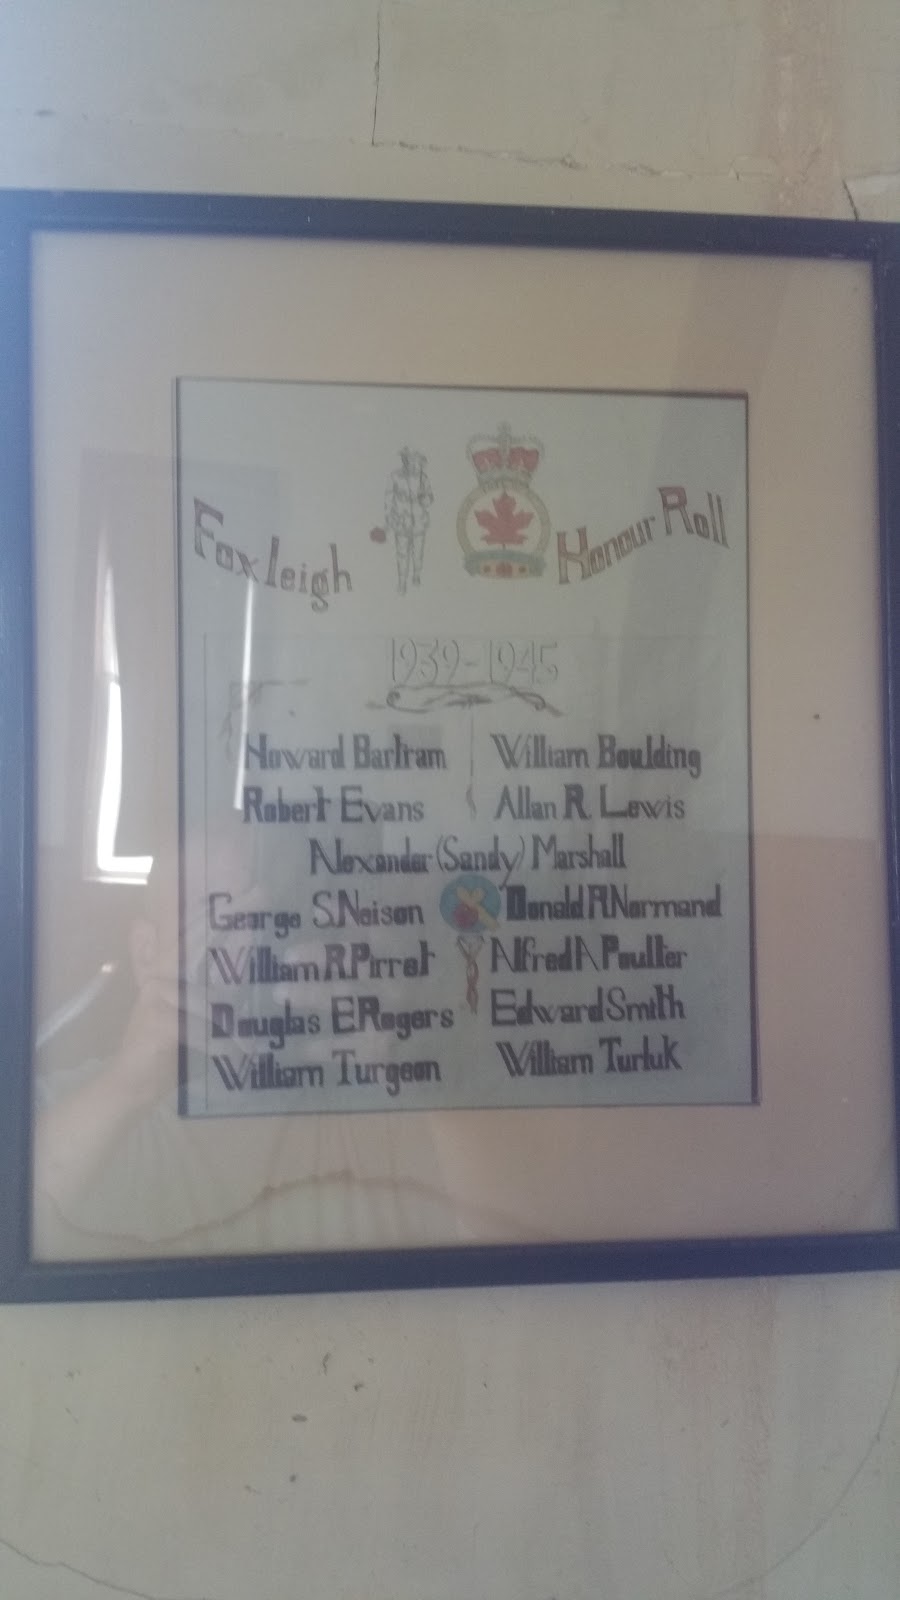 Foxleigh Honour Roll
1939-1945
Howard Bartram William Boulding
Robert Evans Allan R. Lewis
Alexander (Sandy) Marshall
George S. Neison Donald A. Normand
William R. Pirret Alfred A. Poulter
Douglas E. Rogers Edward Smith
William Turgeon William Turluk